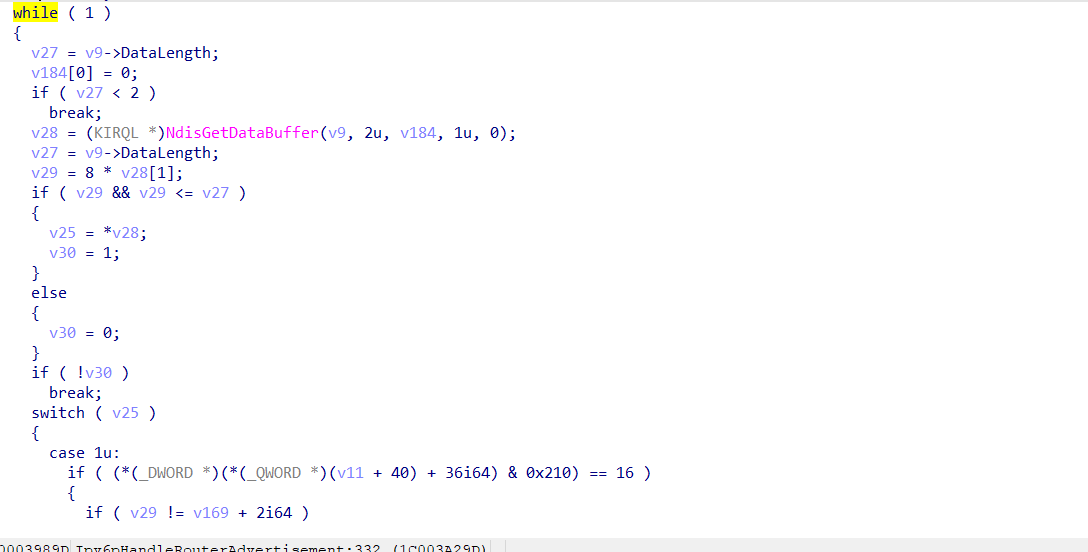 while ( 1 )
{
v27 = v9->DataLength;
v184[0] = 0;
if ( v27 < 2 )
break;
v28 = (KIRQL *)NdisGetDataBuffer(v9, 2u, v184, 1u, 0);
v27 = v9->DataLength;
v29 = 8 * v28[1];
if ( v29 && v29 <= v27 )
{
v25 = *v28;
v30 = 1;
}
else
{
v30 = 0;
}
if ( !v30 )
break;
switch ( v25 )
{
case 1u:
if ( (*(_DWORD *)(*(_QWORD *)(v11 + 40) + 36i64) & 0x210) == 16 )
{
if ( v29 != v169 + 2i64 )
0003989D Ipv6pHandleRouterAdvertisement:332 (1C003A29D)